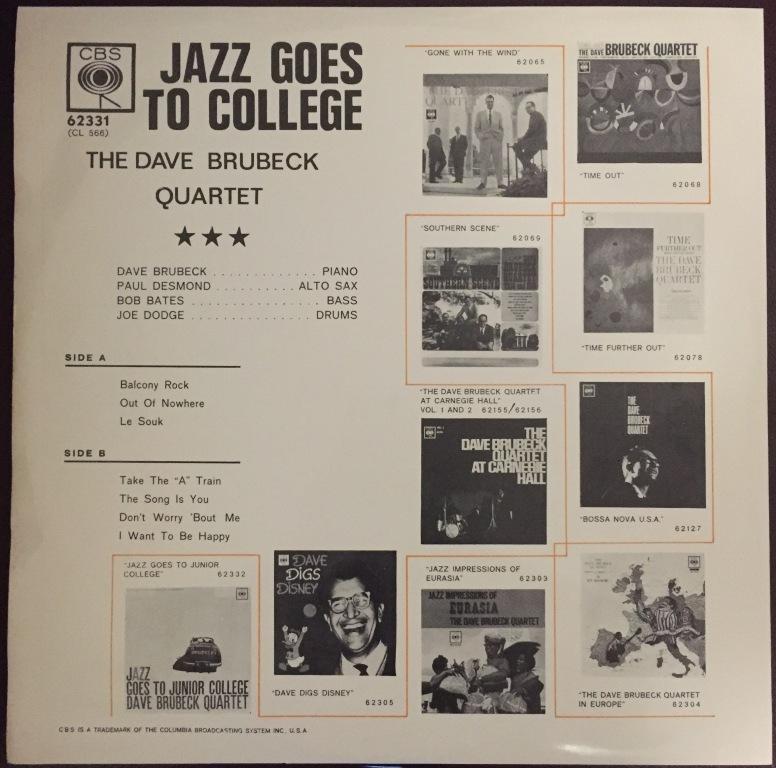 CBS
62331
(CL 566)
JAZZ GOES
TO COLLEGE
THE DAVE BRUBECK
QUARTET
★★★
DAVE BRUBECK . . . . . . . . . . . . . PIANO
PAUL DESMOND . . . . . . . . . . ALTO SAX
BOB BATES . . . . . . . . . . . . . . . . BASS
JOE DODGE . . . . . . . . . . . . . . . DRUMS
SIDE A
Balcony Rock
Out Of Nowhere
Le Souk
SIDE B
Take The "A" Train
The Song Is You
Don't Worry 'Bout Me
I Want To Be Happy
"GONE WITH THE WIND"
62065
THE DAVE BRUBECK QUARTET
"TIME OUT"
62068
"SOUTHERN SCENE"
62069
SOUTHERN SCENE
TIME
FURTHER OUT
THE DAVE
BRUBECK
QUARTET
"TIME FURTHER OUT"
62078
"THE DAVE BRUBECK QUARTET
AT CARNEGIE HALL"
VOL. 1 AND 2 62155/62156
THE
DAVE BRUBECK
QUARTET
AT CARNEGIE
HALL
THE
DAVE
BRUBECK
QUARTET
"BOSSA NOVA U.S.A."
62127
"JAZZ GOES TO JUNIOR
COLLEGE" 62332
JAZZ
GOES TO JUNIOR COLLEGE
DAVE BRUBECK QUARTET
DAVE
DIGS
DISNEY
"DAVE DIGS DISNEY"
62305
"JAZZ IMPRESSIONS OF
EURASIA" 62303
JAZZ IMPRESSIONS OF
EURASIA
THE DAVE BRUBECK QUARTET
"THE DAVE BRUBECK QUARTET
IN EUROPE" 62304
CBS IS A TRADEMARK OF THE COLUMBIA BROADCASTING SYSTEM INC. U.S.A